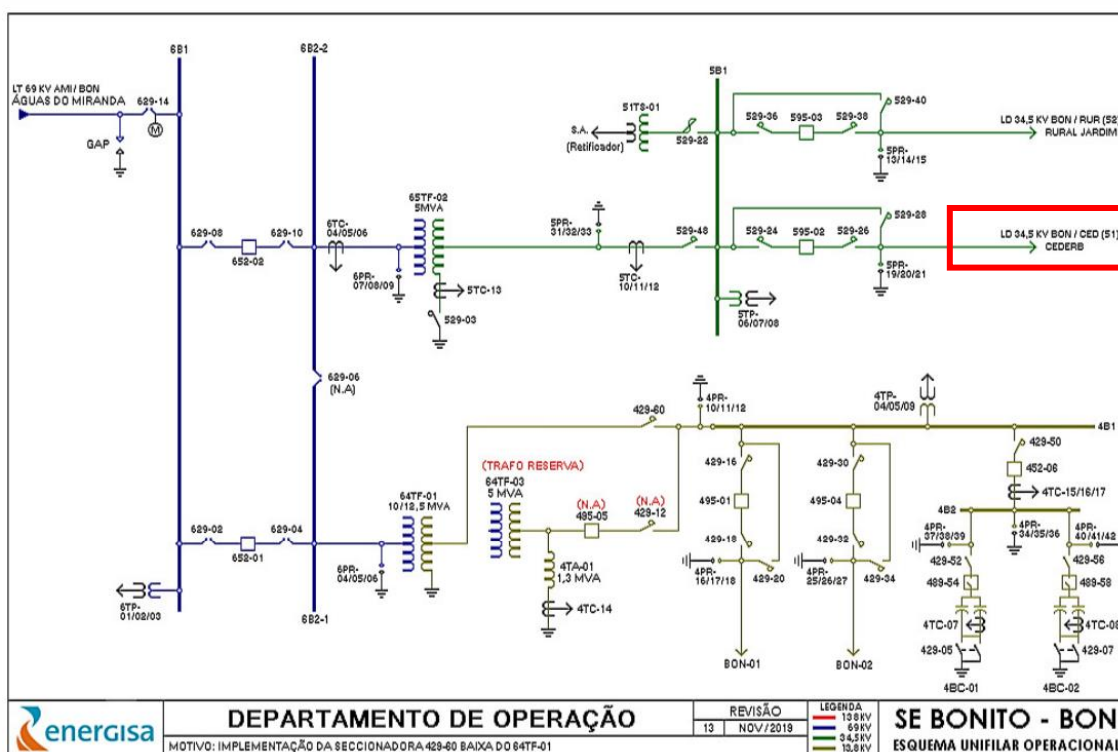 6B1
6B2-2
LT 69 KV AMI/ BON
ÁGUAS DO MIRANDA
629-14
M
GAP
5B1
51TS-01
S.A.
(Retificador)
529-22
529-36
595-03
529-38
529-40
LD 34,5 KV BON / RUR (52)
RURAL JARDIM
5PR-
13/14/15
629-08
652-02
629-10
6TC-
04/05/06
65TF-02
5MVA
6PR-
07/08/09
5TC-13
529-03
5PR-
31/32/33
5TC-
10/11/12
529-48
529-24
595-02
529-26
529-28
LD 34,5 KV BON / CED (51)
CEDERB
5PR-
19/20/21
5TP-
06/07/08
629-06
(N.A)
429-60
4PR-
10/11/12
4TP-
04/05/09
4B1
(TRAFO RESERVA)
64TF-01
10/12,5 MVA
64TF-03
5 MVA
(N.A)
495-05
(N.A)
429-12
429-16
495-01
429-18
429-30
495-04
429-32
429-50
452-06
4TC-15/16/17
4B2
629-02
652-01
629-04
6PR-
04/05/06
4TA-01
1,3 MVA
4TC-14
4PR-
16/17/18
429-20
4PR-
25/26/27
429-34
4PR-
37/38/39
4PR-
34/35/36
4PR-
40/41/42
429-52
489-54
4TC-07
429-05
429-56
489-58
4TC-08
429-07
6TP-
01/02/03
6B2-1
BON-01
BON-02
4BC-01
4BC-02
energisa
DEPARTAMENTO DE OPERAÇÃO
MOTIVO: IMPLEMENTAÇÃO DA SECCIONADORA 429-60 BAIXA DO 64TF-01
REVISÃO
13
NOV/2019
LEGENDA
138KV
69KV
34,5KV
13,8KV
SE BONITO - BON
ESQUEMA UNIFILAR OPERACIONAL